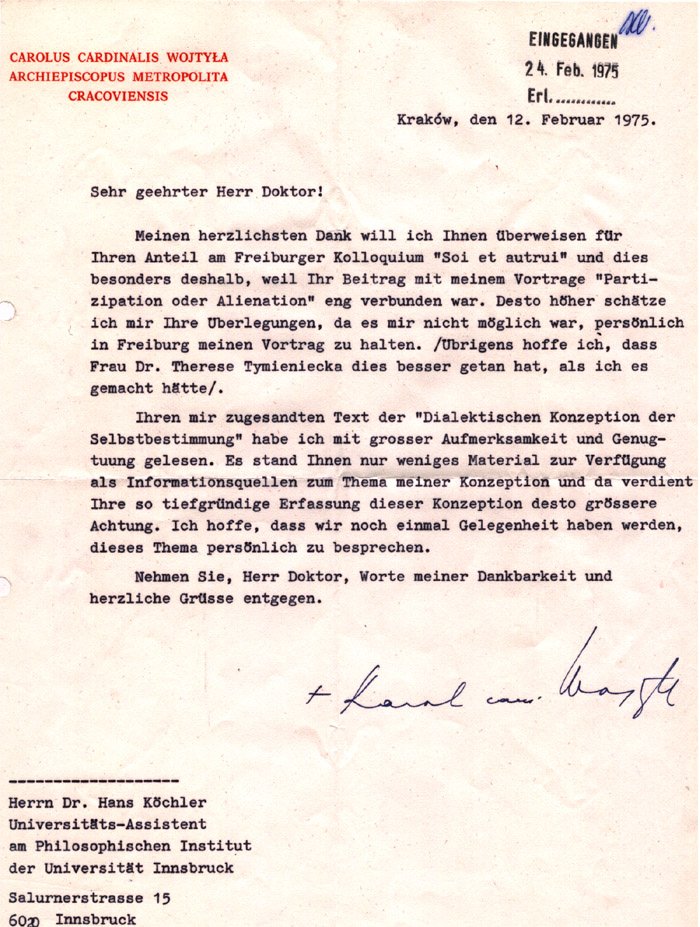 CAROLUS CARDINALIS WOJTYŁA
ARCHIEPISCOPUS METROPOLITA
CRACOVIENSIS
EINGEGANGEN
24. Feb. 1975
Erl.............
Kraków, den 12. Februar 1975.
Sehr geehrter Herr Doktor!
Meinen herzlichsten Dank will ich Ihnen überweisen für
Ihren Anteil am Freiburger Kolloquium "Soi et autrui" und dies
besonders deshalb, weil Ihr Beitrag mit meinem Vortrage "Parti-
zipation oder Alienation" eng verbunden war. Desto höher schätze
ich mir Ihre Überlegungen, da es mir nicht möglich war, persönlich
in Freiburg meinen Vortrag zu halten. /Übrigens hoffe ich, dass
Frau Dr. Therese Tymieniecka dies besser getan hat, als ich es
gemacht hätte/.
Ihren mir zugesandten Text der "Dialektischen Konzeption der
Selbstbestimmung" habe ich mit grosser Aufmerksamkeit und Genug-
tuung gelesen. Es stand Ihnen nur weniges Material zur Verfügung
als Informationsquellen zum Thema meiner Konzeption und da verdient
Ihre so tiefgründige Erfassung dieser Konzeption desto grössere
Achtung. Ich hoffe, dass wir noch einmal Gelegenheit haben werden,
dieses Thema persönlich zu besprechen.
Nehmen Sie, Herr Doktor, Worte meiner Dankbarkeit und
herzliche Grüsse entgegen.
+ Karol card. Wojtyła
-------------------
Herrn Dr. Hans Köchler
Universitäts-Assistent
am Philosophischen Institut
der Universität Innsbruck
Salurnerstrasse 15
6020 Innsbruck